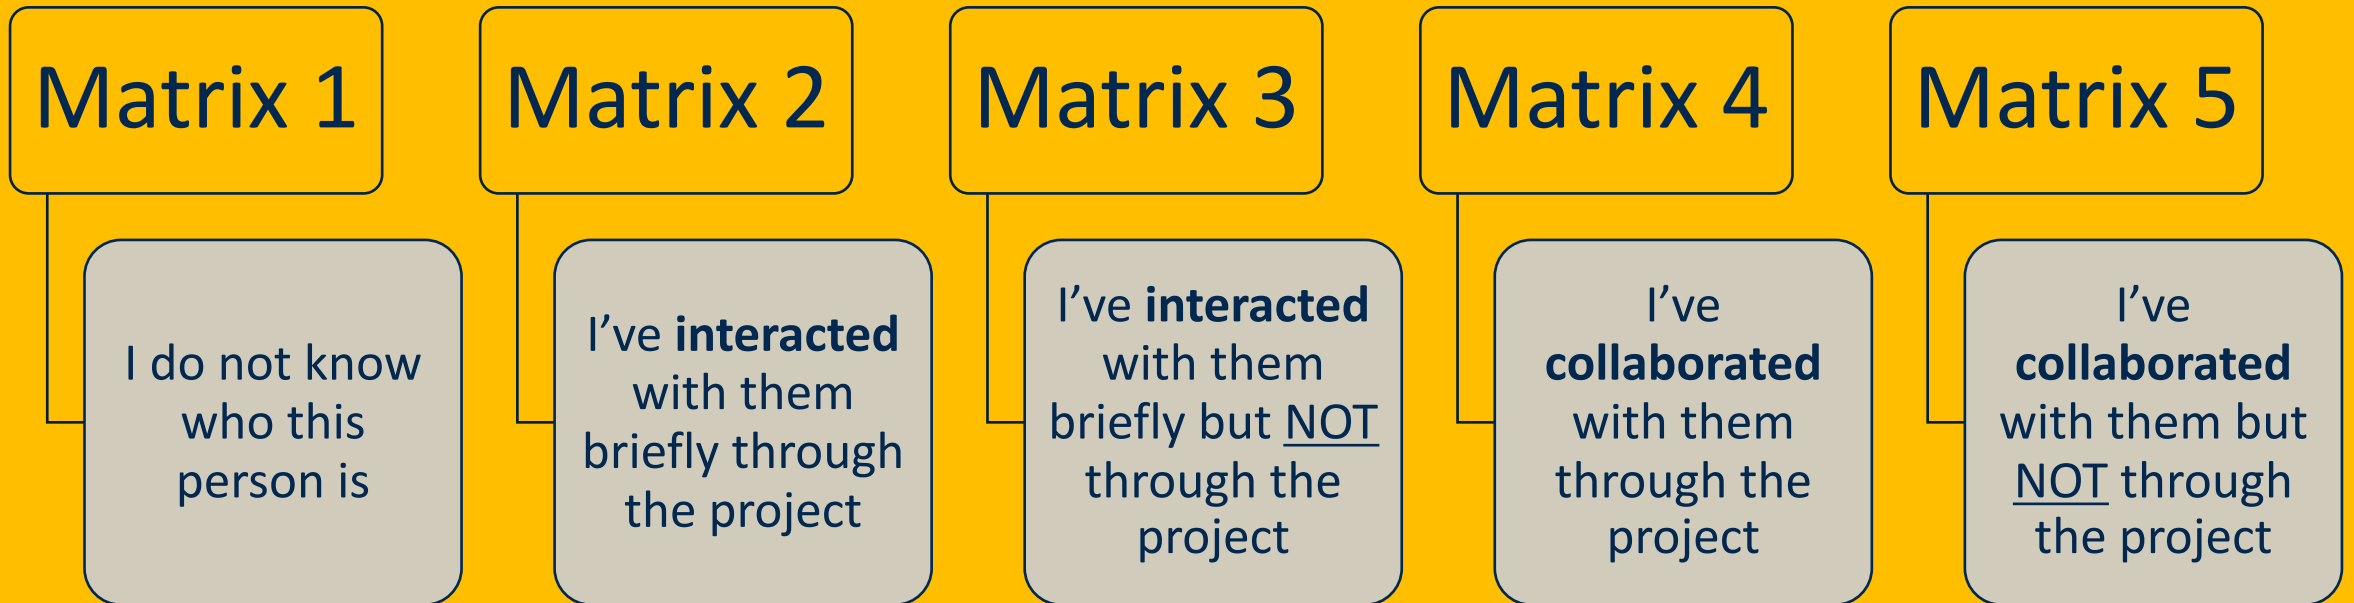 Matrix 1
I do not know
who this
person is
Matrix 2
I’ve interacted
with them
briefly through
the project
Matrix 3
I’ve interacted
with them
briefly but NOT
through the
project
Matrix 4
I’ve
collaborated
with them
through the
project
Matrix 5
I’ve
collaborated
with them but
NOT through
the project